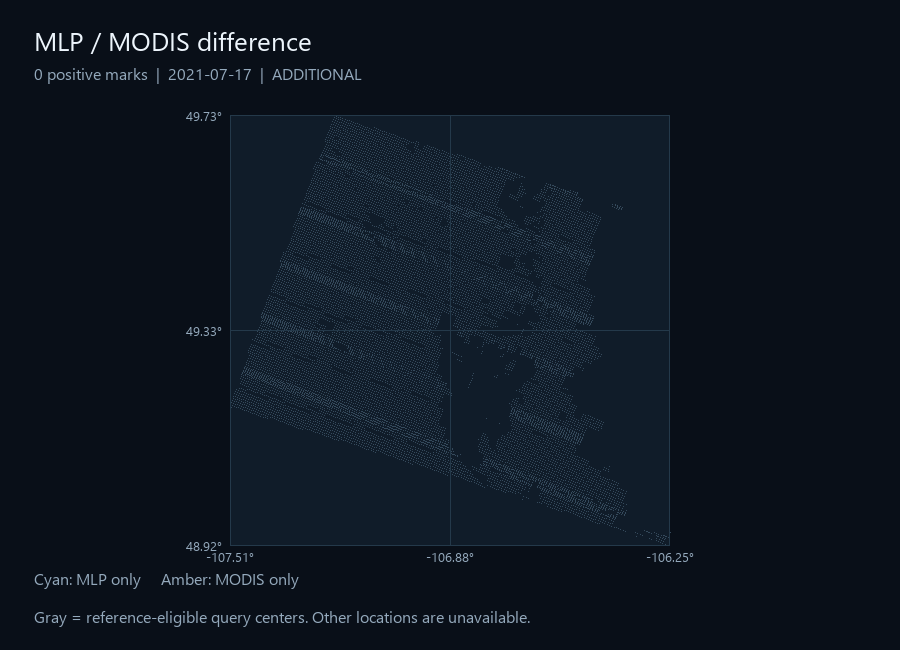 MLP / MODIS difference
0 positive marks | 2021-07-17 | ADDITIONAL
49.73°
49.33°
48.92°
-107.51° -106.88° -106.25°
Cyan: MLP only Amber: MODIS only
Gray = reference-eligible query centers. Other locations are unavailable.